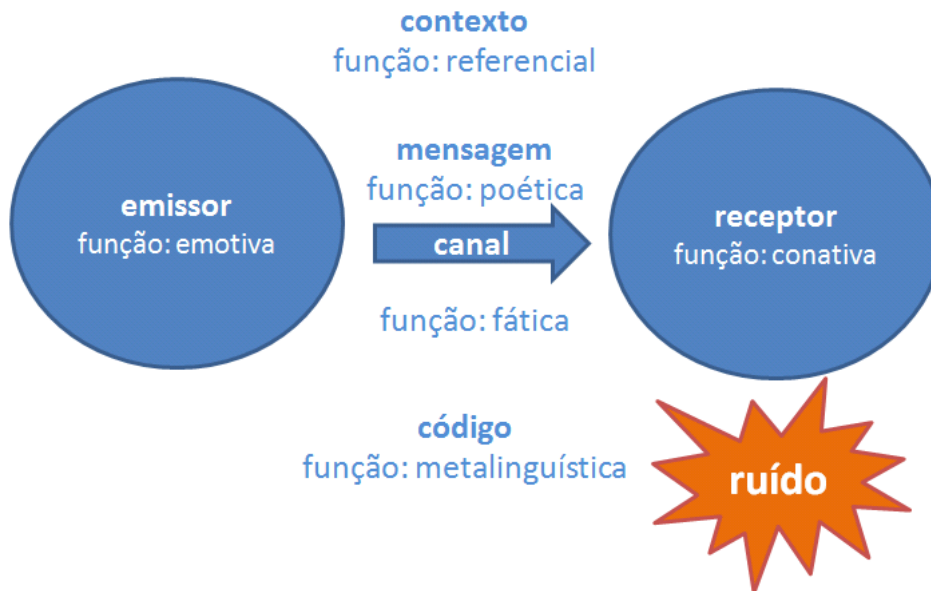 contexto
função: referencial
mensagem
função: poética
emissor
função: emotiva
canal
receptor
função: conativa
função: fática
código
função: metalinguística
ruído